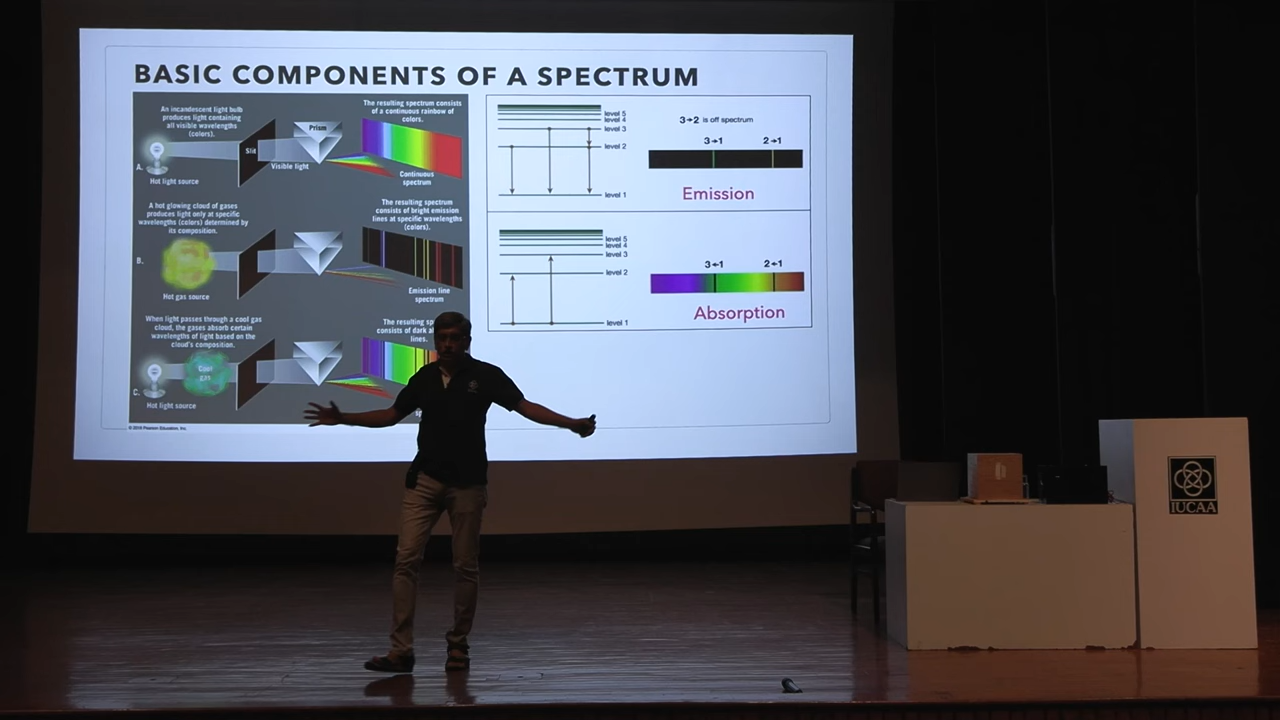 BASIC COMPONENTS OF A SPECTRUM
An incandescent light bulb
produces light containing
all visible wavelengths
(colors).
The resulting spectrum consists
of a continuous rainbow of
colors.
Prism
Slit
A.
Visible light
Continuous
spectrum
Hot light source
A hot glowing cloud of gases
produces light only at specific
wavelengths (colors) determined by
its composition.
The resulting spectrum
consists of bright emission
lines at specific wavelengths
(colors).
B.
Hot gas source
Emission line
spectrum
When light passes through a cool gas
cloud, the gases absorb certain
wavelengths of light based on the
cloud's composition.
The resulting
consists of dark
lines.
Cool
gas
C.
Hot light source
© 2016 Pearson Education, Inc.
level 5
level 4
level 3
level 2
level 1
3→2 is off spectrum
3→1 2→1
Emission
level 5
level 4
level 3
level 2
level 1
3←1 2←1
Absorption
IUCAA